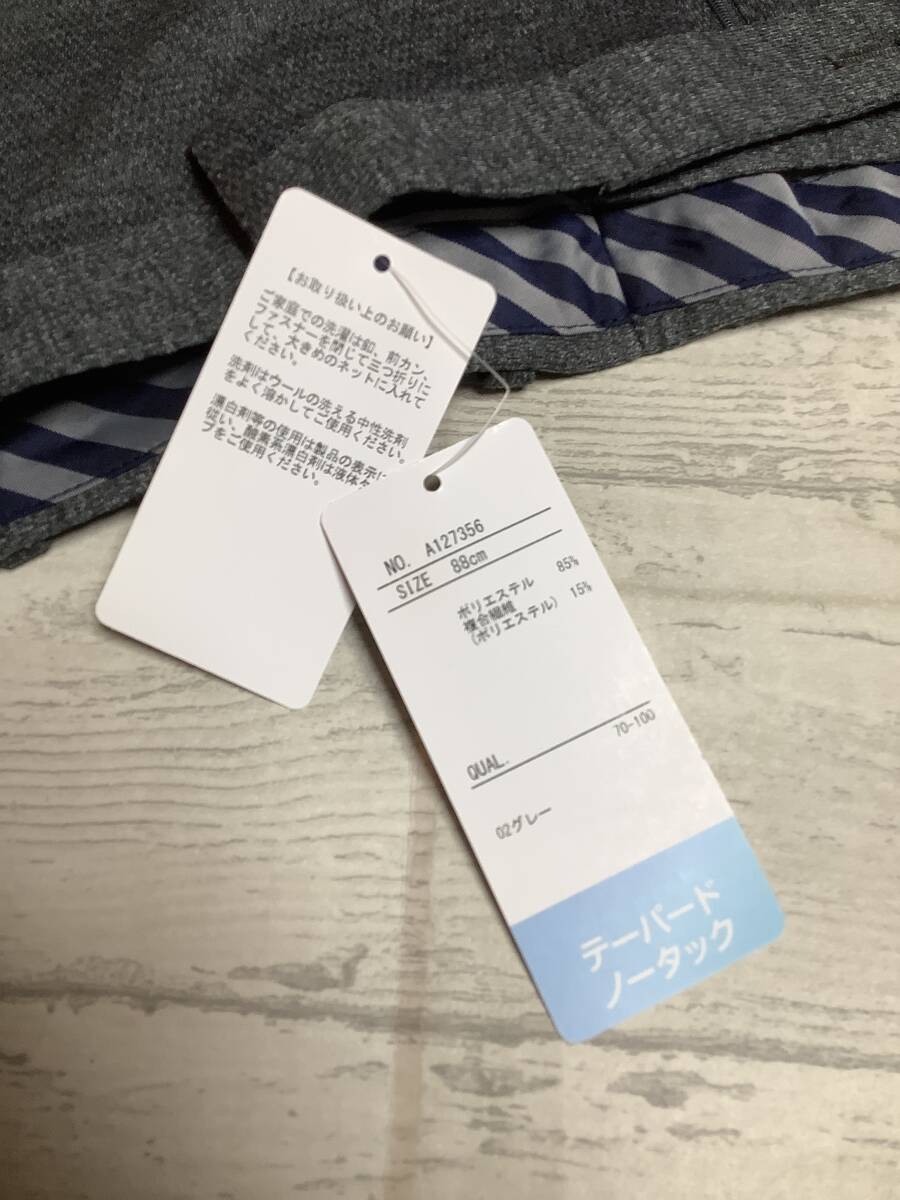 【お取り扱い上のお願い】
ご家庭での洗濯は釦、前カン、
ファスナーを閉じて三つ折りに
して、大きめのネットに入れて
ください。
洗剤はウールの洗える中性洗剤
をよく溶かしてご使用ください。
漂白剤等の使用は製品の表示に
従い、酸素系漂白剤は液体タ
プをご使用ください。
NO. A127356
SIZE 88cm
ポリエステル 85%
複合繊維 15%
(ポリエステル)
QUAL. 70-100
02グレー
テーパード
ノータック